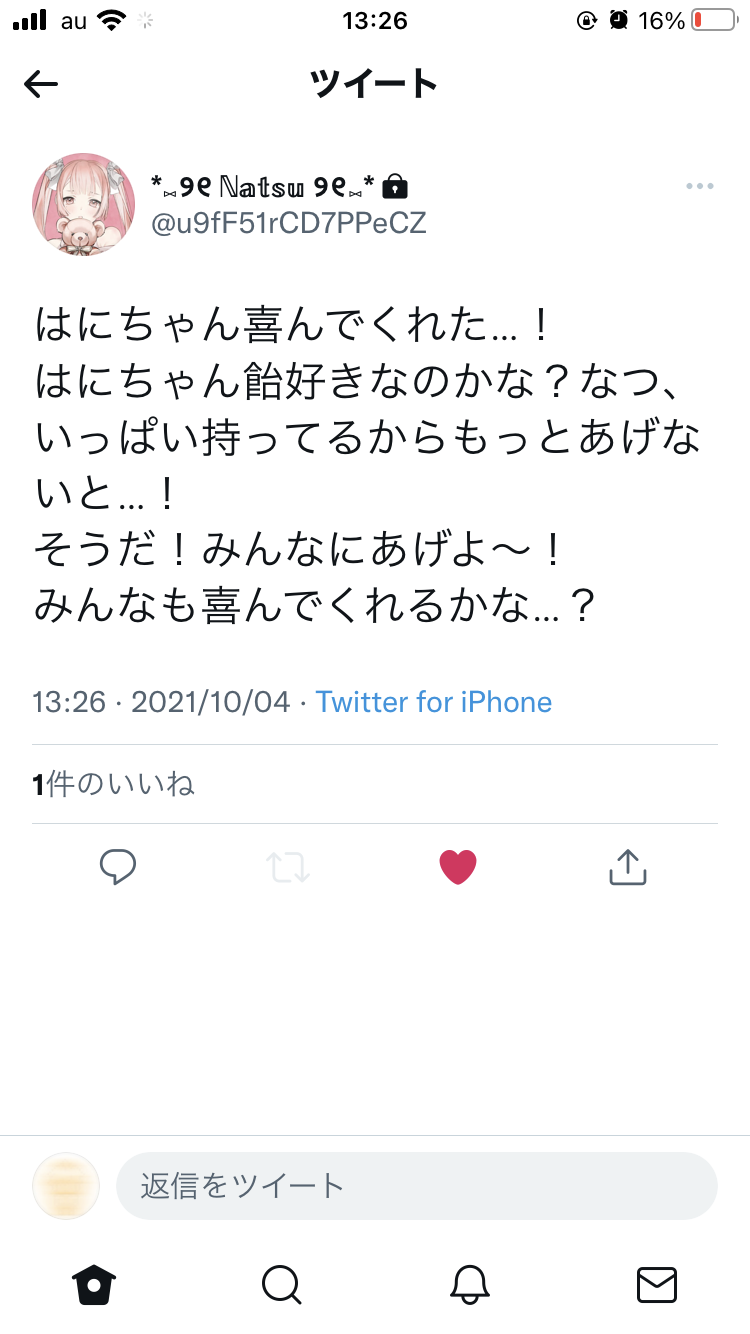 au 13:26 16%
ツイート
*⑅୨୧ ℕ𝕒𝕥𝕤𝕦 ୨୧⑅*
@u9fF51rCD7PPeCZ
はにちゃん喜んでくれた...！
はにちゃん飴好きなのかな？なつ、
いっぱい持ってるからもっとあげな
いと...！
そうだ！みんなにあげよ〜！
みんなも喜んでくれるかな...？
13:26 · 2021/10/04 · Twitter for iPhone
1件のいいね
返信をツイート